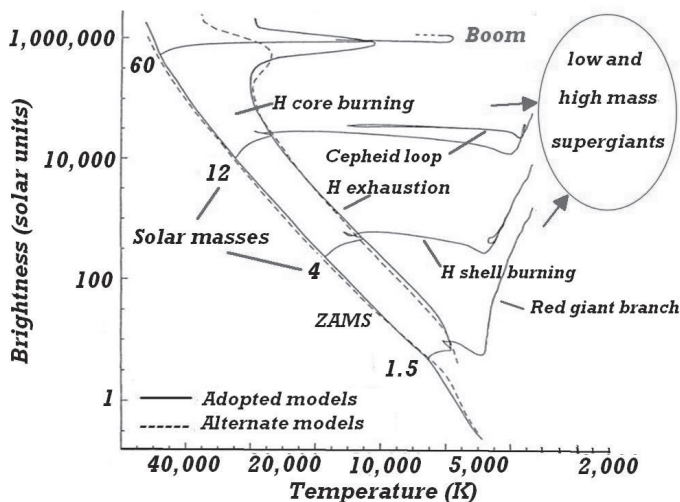 1,000,000
Boom
60
low and
high mass
supergiants
H core burning
10,000
Cepheid loop
12
H exhaustion
Solar masses
4
H shell burning
100
ZAMS
Red giant branch
1.5
1
Adopted models
Alternate models
Brightness (solar units)
40,000 20,000 10,000 5,000 2,000
Temperature (K)